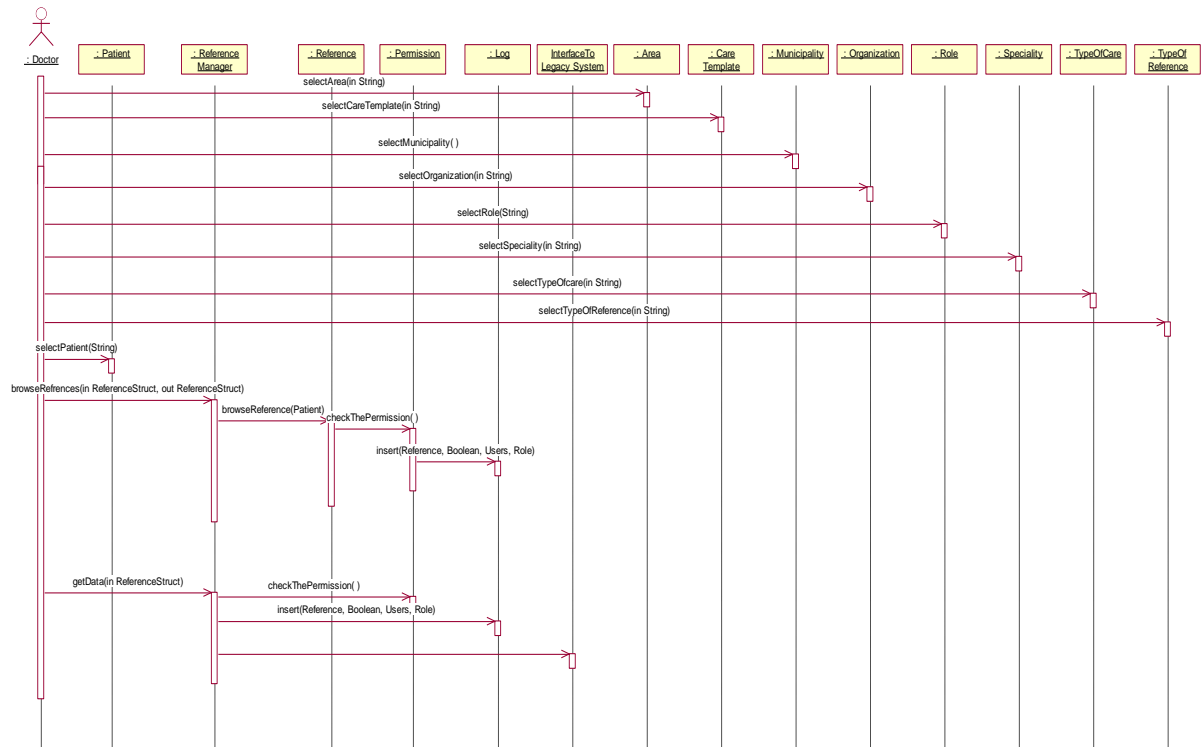 : Doctor
: Patient
: Reference
Manager
: Reference
: Permission
: Log
InterfaceTo
Legacy System
: Area
: Care
Template
: Municipality
: Organization
: Role
: Speciality
: TypeOfCare
: TypeOf
Reference
selectArea(in String)
selectCareTemplate(in String)
selectMunicipality( )
selectOrganization(in String)
selectRole(String)
selectSpeciality(in String)
selectTypeOfcare(in String)
selectTypeOfReference(in String)
selectPatient(String)
browseRefrences(in ReferenceStruct, out ReferenceStruct)
browseReference(Patient)
checkThePermission( )
insert(Reference, Boolean, Users, Role)
getData(in ReferenceStruct)
checkThePermission( )
insert(Reference, Boolean, Users, Role)